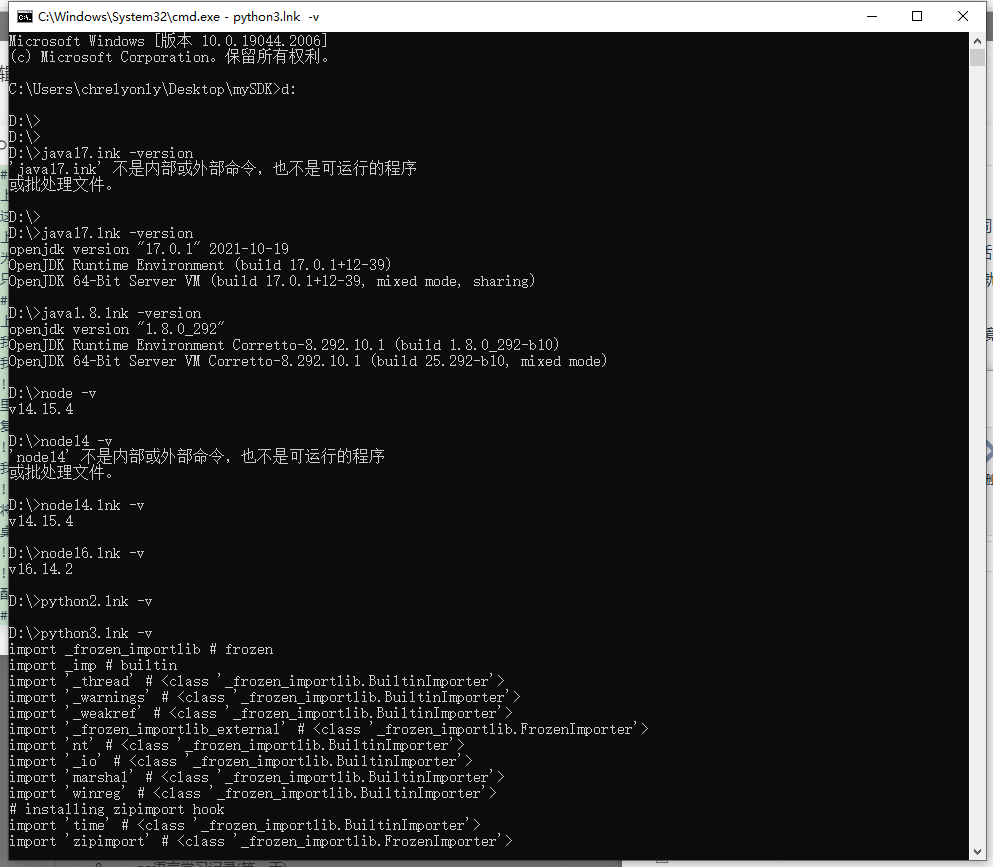 C:\Windows\System32\cmd.exe - python3.lnk  -v
Microsoft Windows [版本 10.0.19044.2006]
(c) Microsoft Corporation。保留所有权利。
C:\Users\chrelyonly\Desktop\mySDK>d:
D:\>
D:\>
D:\>java17.ink -version
'java17.ink' 不是内部或外部命令，也不是可运行的程序
或批处理文件。
D:\>
D:\>java17.lnk -version
openjdk version "17.0.1" 2021-10-19
OpenJDK Runtime Environment (build 17.0.1+12-39)
OpenJDK 64-Bit Server VM (build 17.0.1+12-39, mixed mode, sharing)
D:\>java1.8.lnk -version
openjdk version "1.8.0_292"
OpenJDK Runtime Environment Corretto-8.292.10.1 (build 1.8.0_292-b10)
OpenJDK 64-Bit Server VM Corretto-8.292.10.1 (build 25.292-b10, mixed mode)
D:\>node -v
v14.15.4
D:\>node14 -v
'node14' 不是内部或外部命令，也不是可运行的程序
或批处理文件。
D:\>node14.lnk -v
v14.15.4
D:\>node16.lnk -v
v16.14.2
D:\>python2.lnk -v
D:\>python3.lnk -v
import _frozen_importlib # frozen
import _imp # builtin
import '_thread' # <class '_frozen_importlib.BuiltinImporter'>
import '_warnings' # <class '_frozen_importlib.BuiltinImporter'>
import '_weakref' # <class '_frozen_importlib.BuiltinImporter'>
import '_frozen_importlib_external' # <class '_frozen_importlib.FrozenImporter'>
import 'nt' # <class '_frozen_importlib.BuiltinImporter'>
import '_io' # <class '_frozen_importlib.BuiltinImporter'>
import 'marshal' # <class '_frozen_importlib.BuiltinImporter'>
import 'winreg' # <class '_frozen_importlib.BuiltinImporter'>
# installing zipimport hook
import 'time' # <class '_frozen_importlib.BuiltinImporter'>
import 'zipimport' # <class '_frozen_importlib.FrozenImporter'>